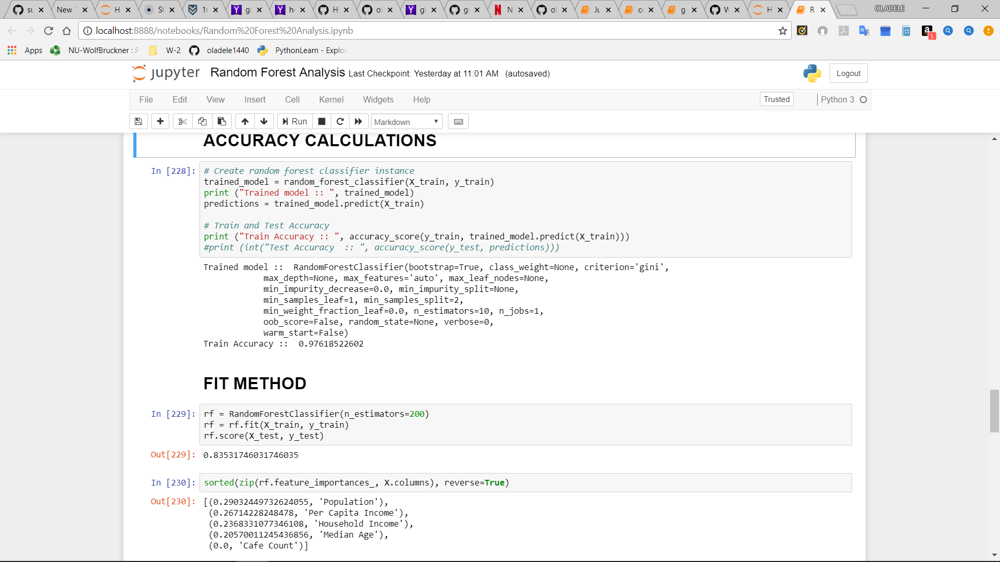 su New T H St 16 gi ho H ol gi gi N ol Ju ce g W H R OLADELE
localhost:8888/notebooks/Random%20Forest%20Analysis.ipynb
5
Apps NU-WolfBruckner : P W-2 oladele1440 PythonLearn - Explor
jupyter Random Forest Analysis Last Checkpoint: Yesterday at 11:01 AM (autosaved)
Logout
File Edit View Insert Cell Kernel Widgets Help Trusted Python 3
Run Markdown
ACCURACY CALCULATIONS
In [228]: # Create random forest classifier instance
trained_model = random_forest_classifier(X_train, y_train)
print ("Trained model :: ", trained_model)
predictions = trained_model.predict(X_train)
# Train and Test Accuracy
print ("Train Accuracy :: ", accuracy_score(y_train, trained_model.predict(X_train)))
#print (int("Test Accuracy  :: ", accuracy_score(y_test, predictions)))
Trained model ::  RandomForestClassifier(bootstrap=True, class_weight=None, criterion='gini',
max_depth=None, max_features='auto', max_leaf_nodes=None,
min_impurity_decrease=0.0, min_impurity_split=None,
min_samples_leaf=1, min_samples_split=2,
min_weight_fraction_leaf=0.0, n_estimators=10, n_jobs=1,
oob_score=False, random_state=None, verbose=0,
warm_start=False)
Train Accuracy ::  0.97618522602
FIT METHOD
In [229]: rf = RandomForestClassifier(n_estimators=200)
rf = rf.fit(X_train, y_train)
rf.score(X_test, y_test)
Out[229]: 0.83531746031746035
In [230]: sorted(zip(rf.feature_importances_, X.columns), reverse=True)
Out[230]: [(0.29032449732624055, 'Population'),
(0.26714228248478, 'Per Capita Income'),
(0.2368331077346108, 'Household Income'),
(0.20570011245436856, 'Median Age'),
(0.0, 'Cafe Count')]